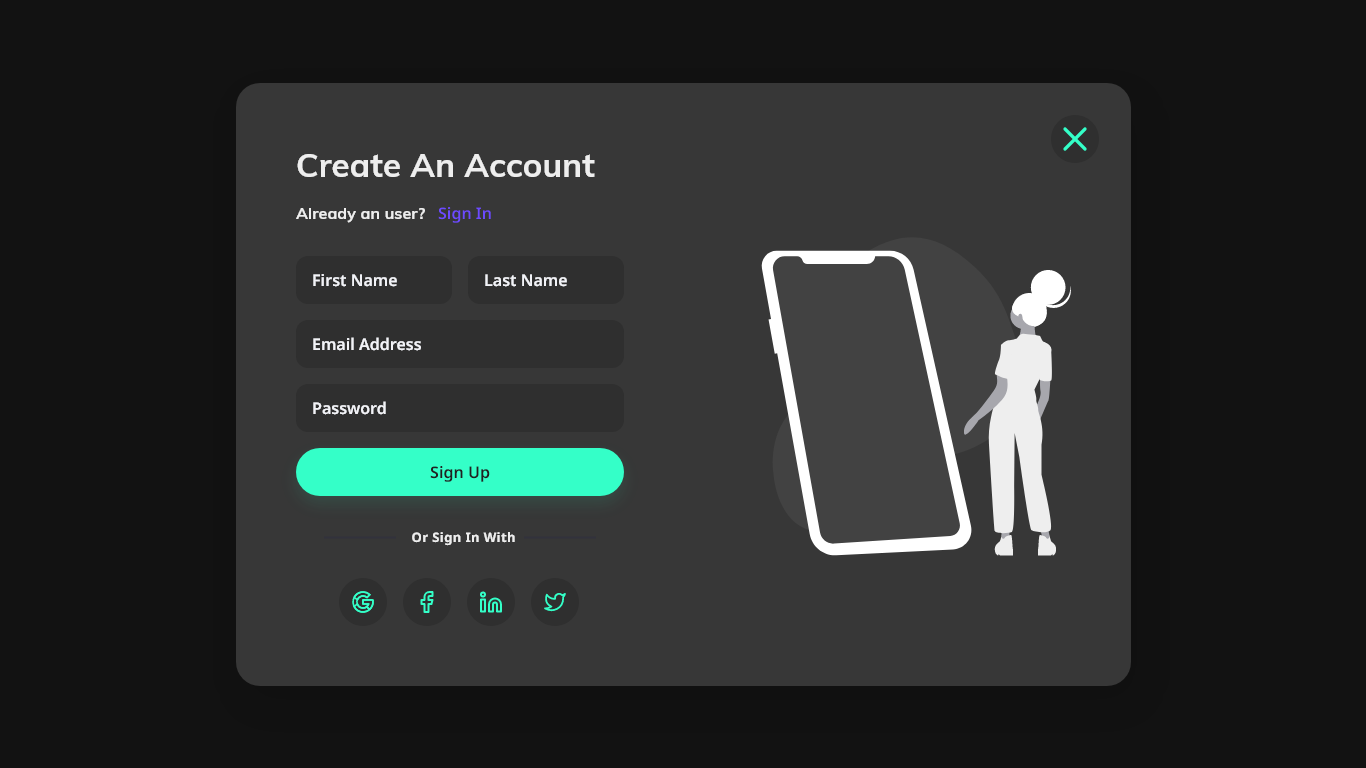 Create An Account
Already an user? Sign In
First Name
Last Name
Email Address
Password
Sign Up
Or Sign In With